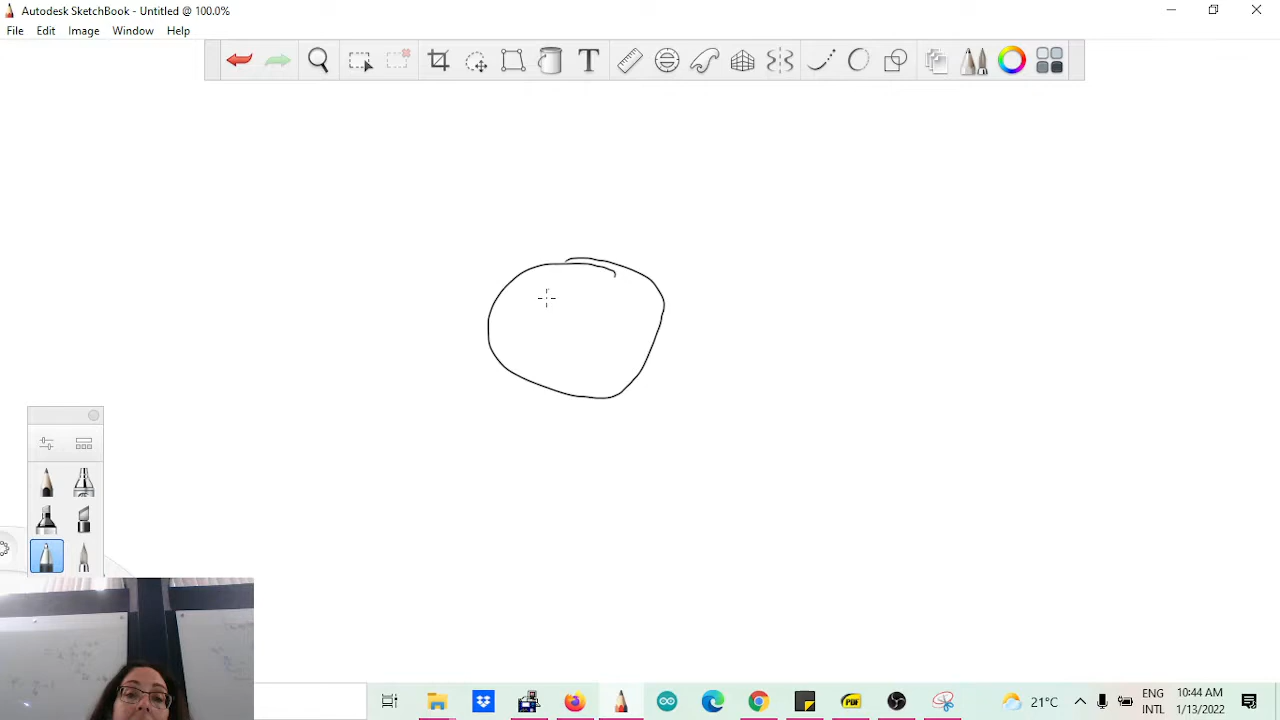 Autodesk SketchBook - Untitled @ 100.0%
File Edit Image Window Help
T
PDF
21°C
ENG
INTL
10:44 AM
1/13/2022